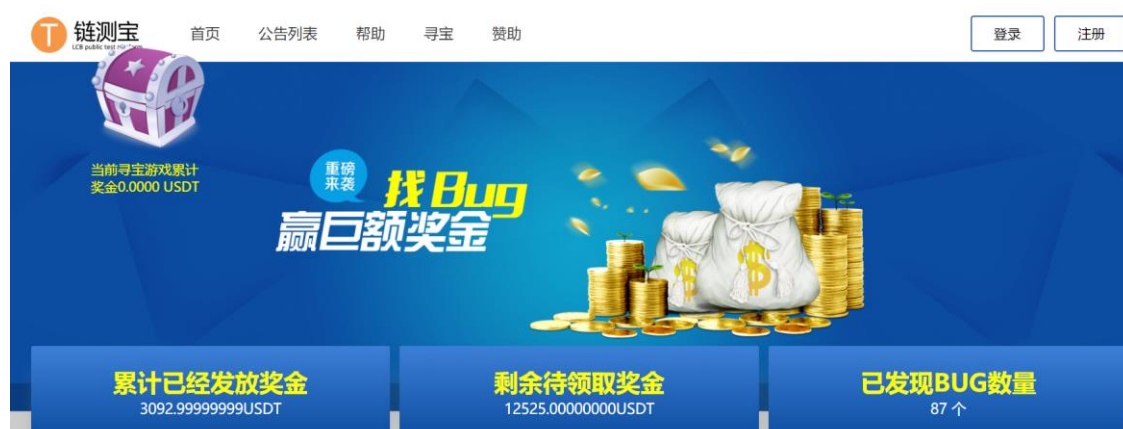 链测宝
LCB public test platform
首页 公告列表 帮助 寻宝 赞助
登录 注册
当前寻宝游戏累计
奖金0.0000 USDT
重磅
来袭
找Bug
赢巨额奖金
累计已经发放奖金
3092.99999999USDT
剩余待领取奖金
12525.00000000USDT
已发现BUG数量
87 个